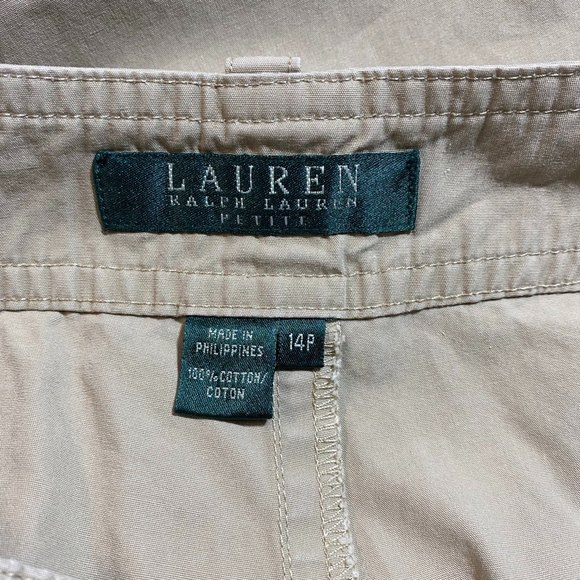 LAUREN
RALPH LAUREN
PETITE
MADE IN
PHILIPPINES
100% COTTON/
COTON
14P